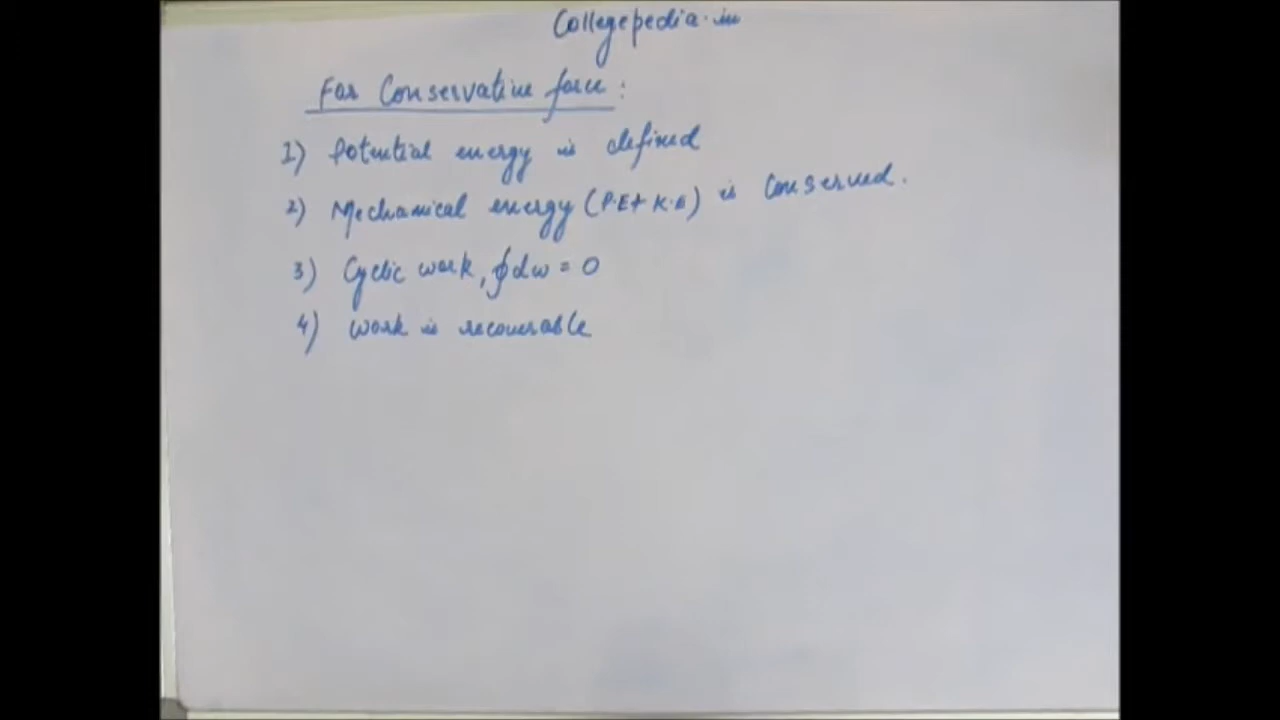 Collegepedia.in
For Conservative force :
1) Potential energy is defined
2) Mechanical energy (P.E + K.E) is Conserved.
3) Cyclic work, ∮dw = 0
4) Work is recoverable